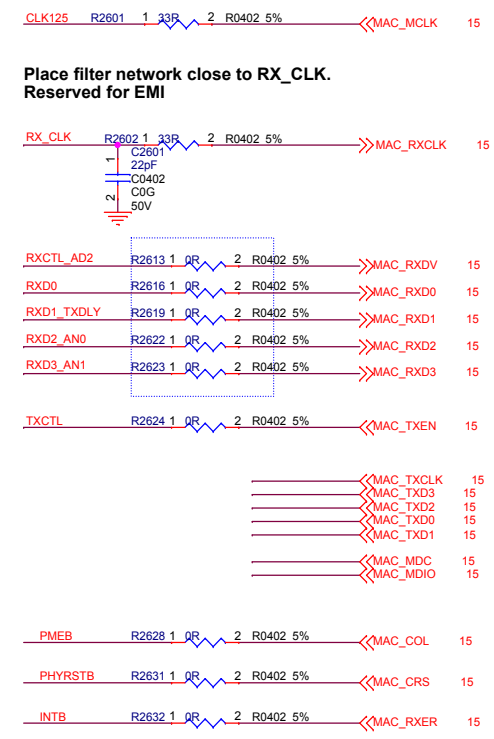 CLK125 R2601 1 33R 2 R0402 5% MAC_MCLK 15
Place filter network close to RX_CLK.
Reserved for EMI
RX_CLK R2602 1 33R 2 R0402 5% MAC_RXCLK 15
C2601
1 22pF
C0402
2 C0G
50V
RXCTL_AD2 R2613 1 0R 2 R0402 5% MAC_RXDV 15
RXD0 R2616 1 0R 2 R0402 5% MAC_RXD0 15
RXD1_TXDLY R2619 1 0R 2 R0402 5% MAC_RXD1 15
RXD2_AN0 R2622 1 0R 2 R0402 5% MAC_RXD2 15
RXD3_AN1 R2623 1 0R 2 R0402 5% MAC_RXD3 15
TXCTL R2624 1 0R 2 R0402 5% MAC_TXEN 15
MAC_TXCLK 15
MAC_TXD3 15
MAC_TXD2 15
MAC_TXD0 15
MAC_TXD1 15
MAC_MDC 15
MAC_MDIO 15
PMEB R2628 1 0R 2 R0402 5% MAC_COL 15
PHYRSTB R2631 1 0R 2 R0402 5% MAC_CRS 15
INTB R2632 1 0R 2 R0402 5% MAC_RXER 15